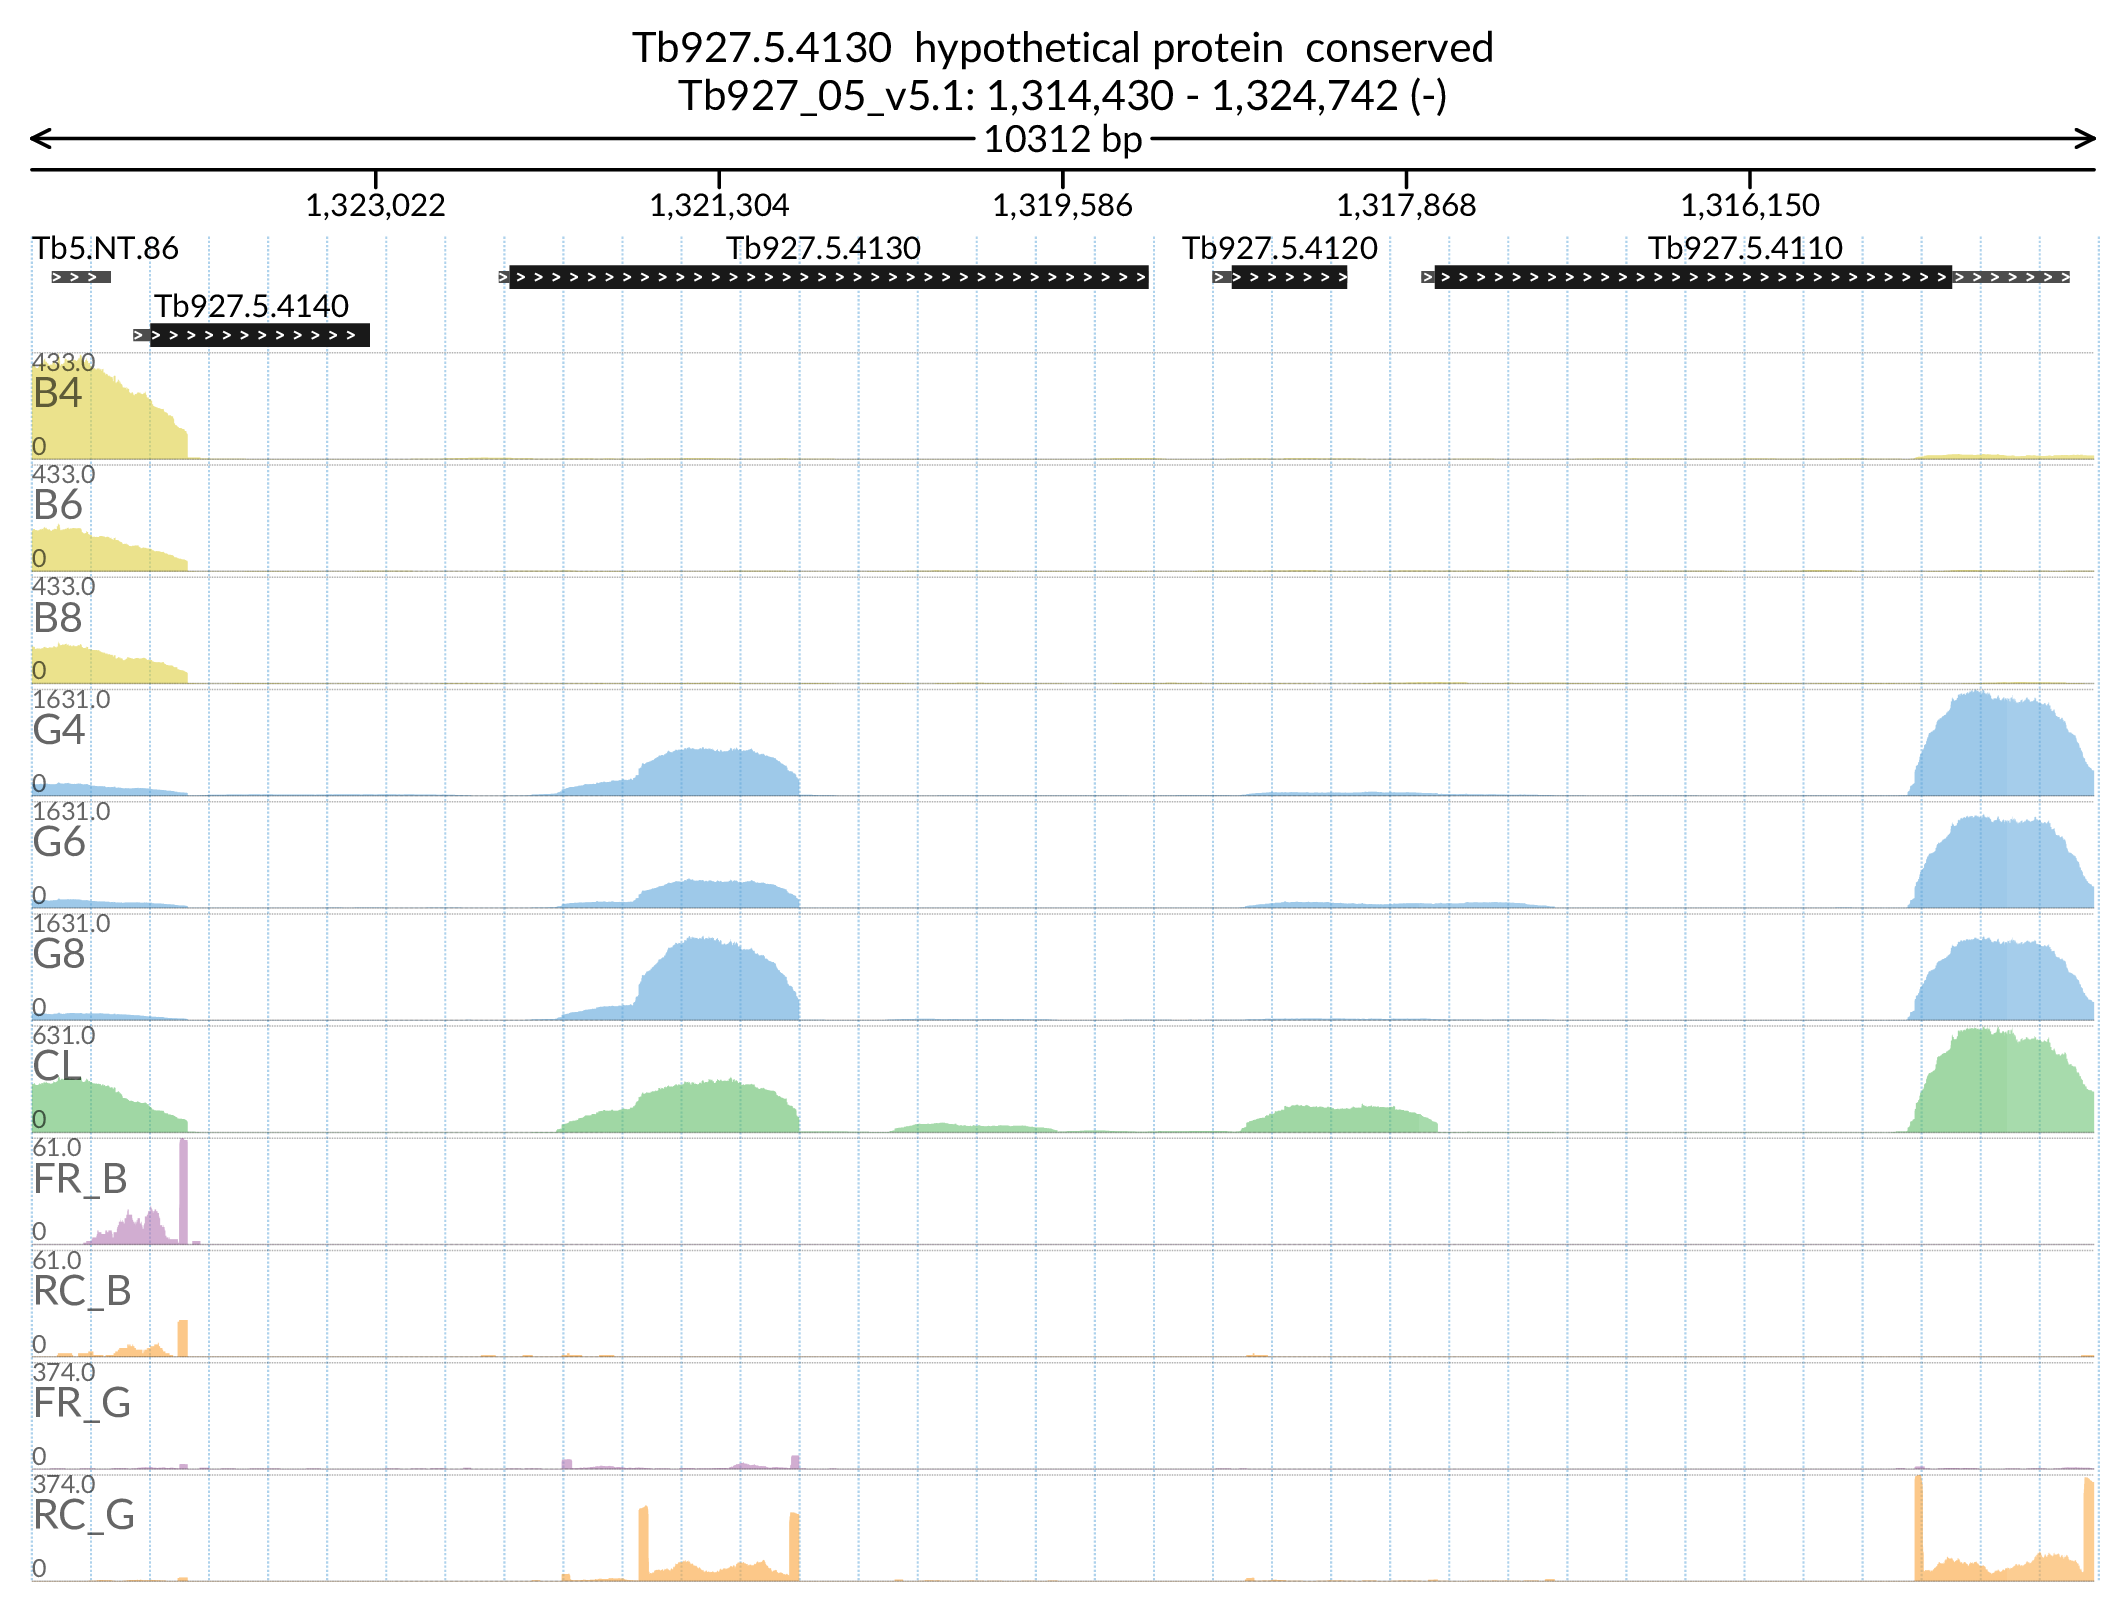 Tb927.5.4130 hypothetical protein conserved
Tb927_05_v5.1: 1,314,430 - 1,324,742 (-)
10312 bp
1,323,022 1,321,304 1,319,586 1,317,868 1,316,150
Tb5.NT.86 Tb927.5.4130 Tb927.5.4120 Tb927.5.4110
Tb927.5.4140
433.0
B4
0
433.0
B6
0
433.0
B8
0
1631.0
G4
0
1631.0
G6
0
1631.0
G8
0
631.0
CL
0
61.0
FR_B
0
61.0
RC_B
0
374.0
FR_G
0
374.0
RC_G
0